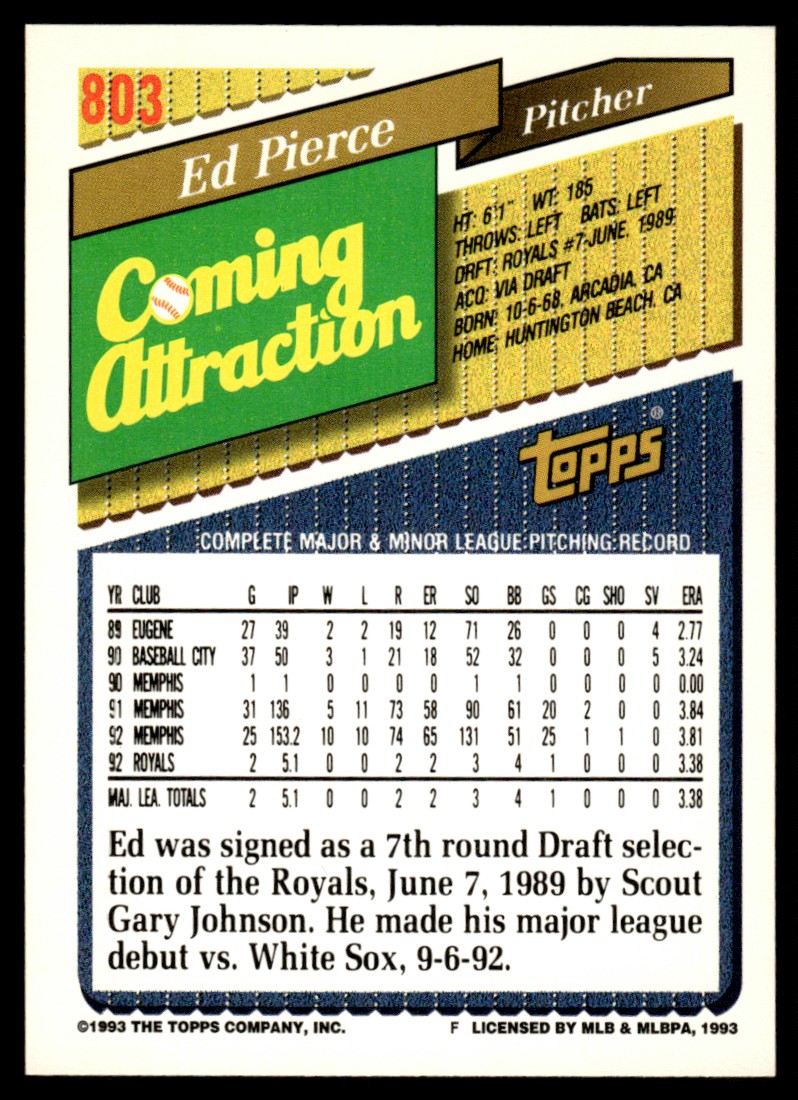 803
Ed Pierce
Pitcher
Coming
Attraction
HT: 6'1" WT: 185
THROWS: LEFT BATS: LEFT
DRFT: ROYALS #7-JUNE, 1989
ACQ: VIA DRAFT
BORN: 10-6-68, ARCADIA, CA
HOME: HUNTINGTON BEACH, CA
topps®
COMPLETE MAJOR & MINOR LEAGUE PITCHING RECORD
YR CLUB G IP W L R ER SO BB GS CG SHO SV ERA
89 EUGENE 27 39 2 2 19 12 71 26 0 0 0 4 2.77
90 BASEBALL CITY 37 50 3 1 21 18 52 32 0 0 0 5 3.24
90 MEMPHIS 1 1 0 0 0 0 1 1 0 0 0 0 0.00
91 MEMPHIS 31 136 5 11 73 58 90 61 20 2 0 0 3.84
92 MEMPHIS 25 153.2 10 10 74 65 131 51 25 1 1 0 3.81
92 ROYALS 2 5.1 0 0 2 2 3 4 1 0 0 0 3.38
MAJ. LEA. TOTALS 2 5.1 0 0 2 2 3 4 1 0 0 0 3.38
Ed was signed as a 7th round Draft selec-
tion of the Royals, June 7, 1989 by Scout
Gary Johnson. He made his major league
debut vs. White Sox, 9-6-92.
©1993 THE TOPPS COMPANY, INC. F LICENSED BY MLB & MLBPA, 1993